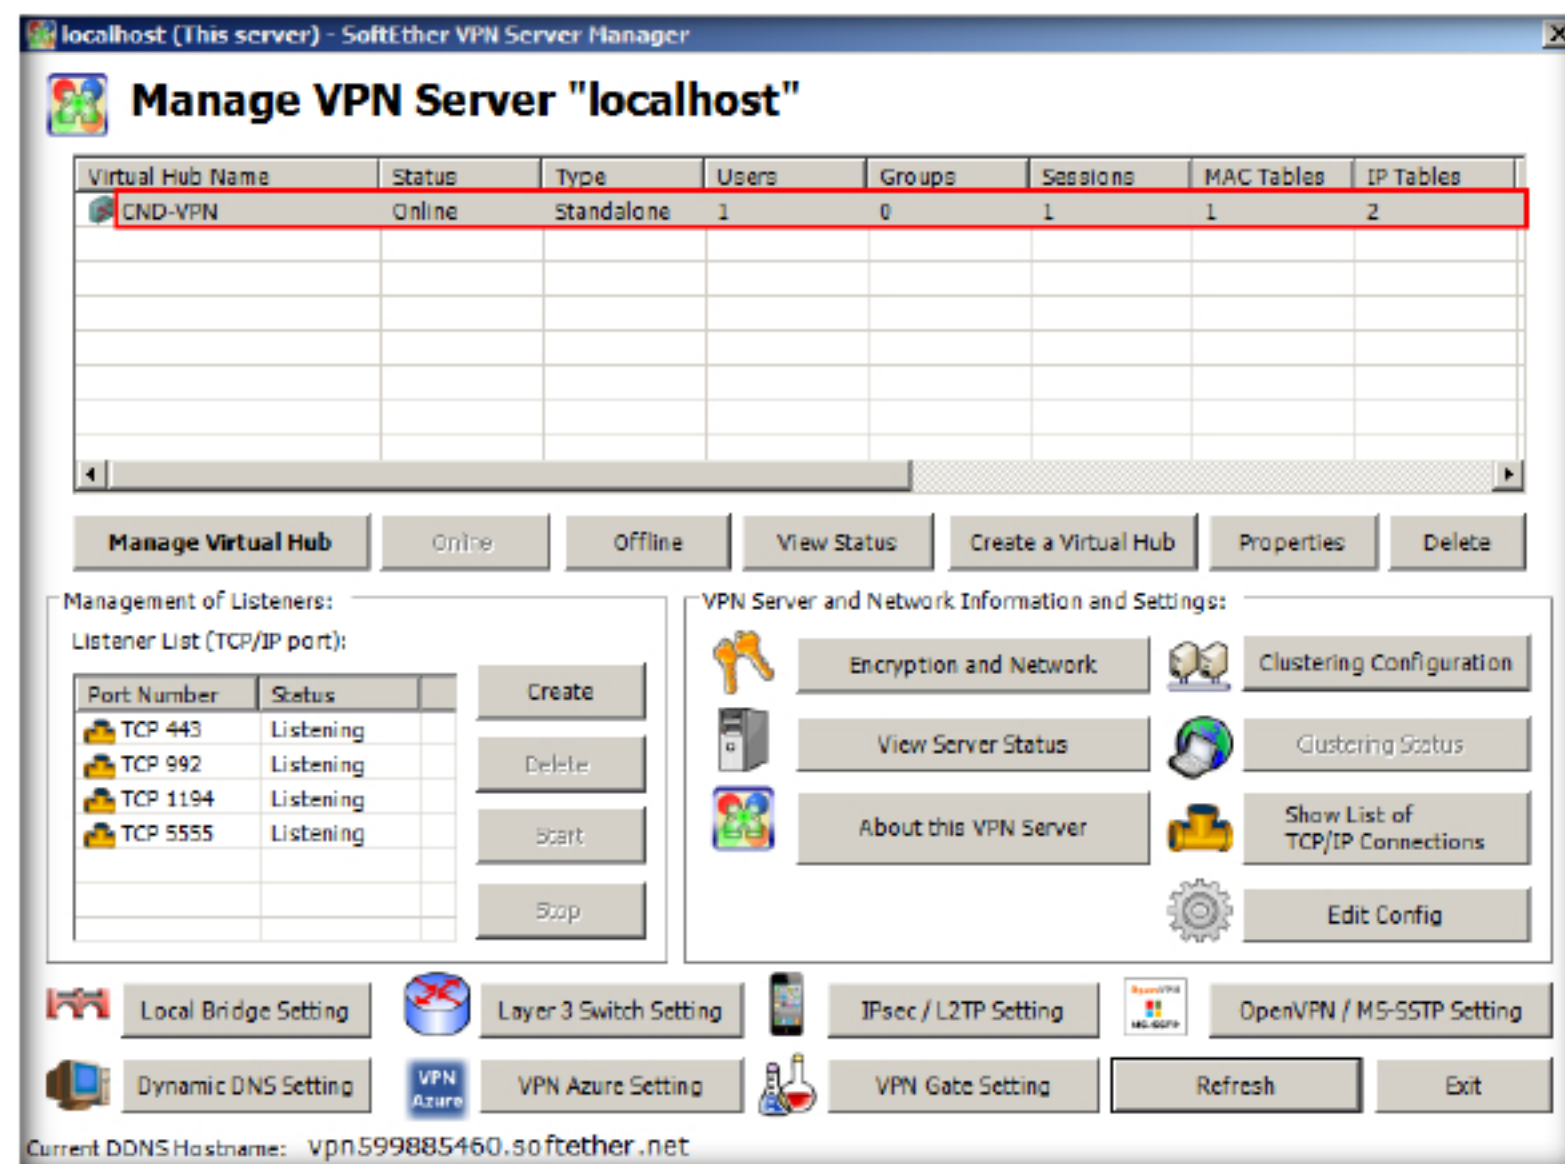 localhost (This server) - SoftEther VPN Server Manager
Manage VPN Server "localhost"
Virtual Hub Name Status Type Users Groups Sessions MAC Tables IP Tables
CND-VPN Online Standalone 1 0 1 1 2
Manage Virtual Hub Online Offline View Status Create a Virtual Hub Properties Delete
Management of Listeners:
Listener List (TCP/IP port):
Port Number Status
TCP 443 Listening
TCP 992 Listening
TCP 1194 Listening
TCP 5555 Listening
Create
Delete
Start
Stop
VPN Server and Network Information and Settings:
Encryption and Network Clustering Configuration
View Server Status Clustering Status
About this VPN Server Show List of
TCP/IP Connections
Edit Config
Local Bridge Setting Layer 3 Switch Setting IPsec / L2TP Setting OpenVPN MS-SSTP OpenVPN / MS-SSTP Setting
Dynamic DNS Setting VPN Azure VPN Azure Setting VPN Gate Setting Refresh Exit
Current DDNS Hostname: vpn599885460.softether.net